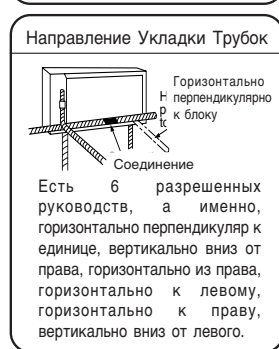 Направление Укладки Трубок
Горизонтально
перпендикулярно
к блоку
Соединение
Есть 6 разрешенных
руководств, а именно,
горизонтально перпендикуляр к
единице, вертикально вниз от
права, горизонтально из права,
горизонтально к левому,
горизонтально к праву,
вертикально вниз от левого.